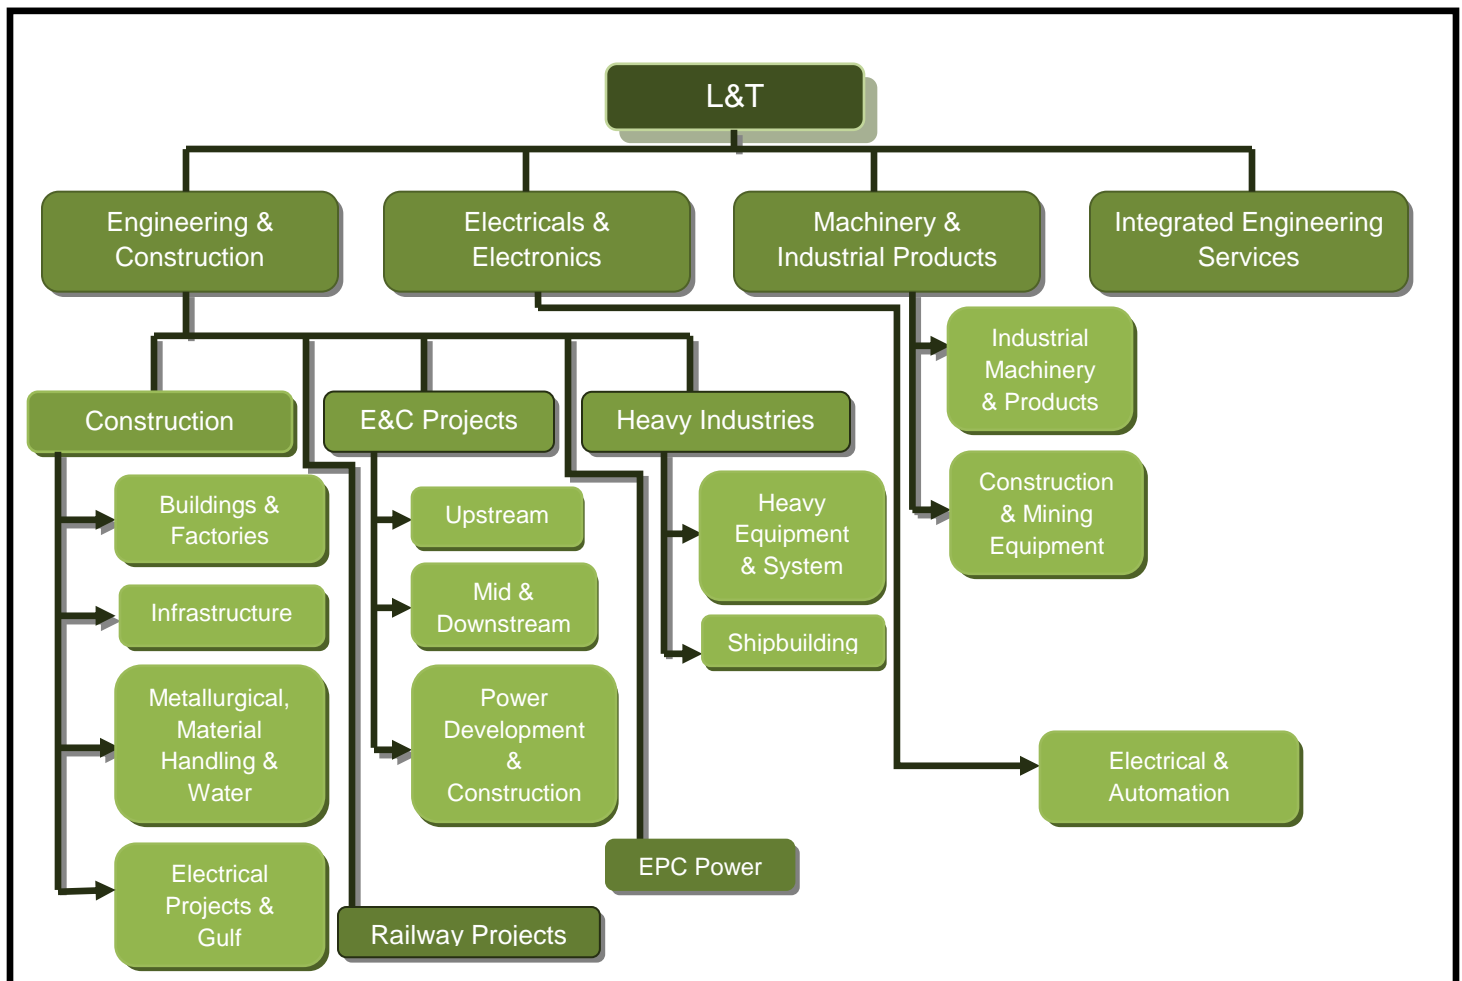 L&T
Engineering &
Construction
Electricals &
Electronics
Machinery &
Industrial Products
Integrated Engineering
Services
Industrial
Machinery
& Products
Construction
E&C Projects
Heavy Industries
Construction
& Mining
Equipment
Buildings &
Factories
Upstream
Heavy
Equipment
& System
Infrastructure
Mid &
Downstream
Shipbuilding
Metallurgical,
Material
Handling &
Water
Power
Development
&
Construction
Electrical &
Automation
EPC Power
Electrical
Projects &
Gulf
Railway Projects